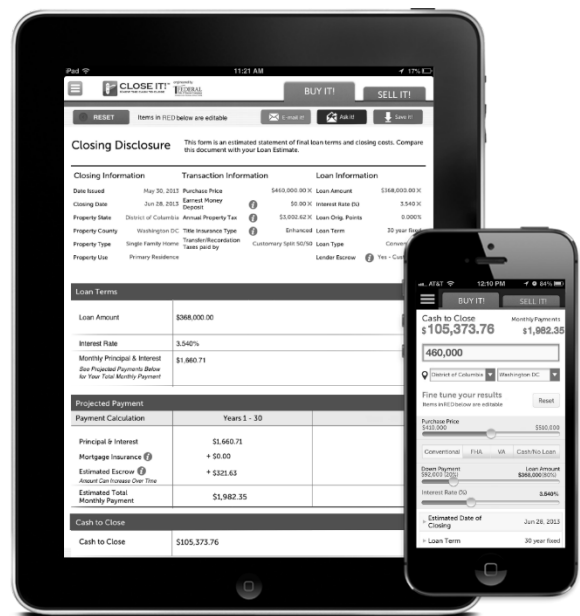 iPad 11:21 AM 17%
CLOSE IT!™
FEDERAL
BUY IT! SELL IT!
RESET Items in RED below are editable E-mail It! Ask It! Save It!
Closing Disclosure
This form is an estimated statement of final loan terms and closing costs. Compare
this document with your Loan Estimate.
Closing Information Transaction Information Loan Information
Date Issued May 30, 2013 Purchase Price $460,000.00 X Loan Amount $368,000.00 X
Closing Date Jun 28, 2013 Earnest Money Deposit $0.00 X Interest Rate (%) 3.540 X
Property State District of Columbia Annual Property Tax $3,002.62 X Loan Orig. Points 0.000%
Property County Washington DC Title Insurance Type Enhanced Loan Term 30 year fixed
Property Type Single Family Home Transfer/Recordation Taxes paid by Customary Split 50/50 Loan Type
Property Use Primary Residence Lender Escrow
Loan Terms
Loan Amount $368,000.00
Interest Rate 3.540%
Monthly Principal & Interest $1,660.71
See Projected Payments Below
for Your Total Monthly Payment
Projected Payment
Payment Calculation Years 1 - 30
Principal & Interest $1,660.71
Mortgage Insurance + $0.00
Estimated Escrow + $321.63
Amount Can Increase Over Time
Estimated Total
Monthly Payment $1,982.35
Cash to Close
Cash to Close $105,373.76
AT&T 12:10 PM 84%
BUY IT! SELL IT!
Cash to Close Monthly Payments
$105,373.76 $1,982.35
460,000
District of Columbia Washington DC
Fine tune your results
Items in RED below are editable Reset
Purchase Price
$410,000 $510,000
Conventional FHA VA Cash/No Loan
Down Payment Loan Amount
$92,000 (20%) $368,000(80%)
Interest Rate (%) 3.540%
Estimated Date of
Closing Jun 28, 2013
Loan Term 30 year fixed